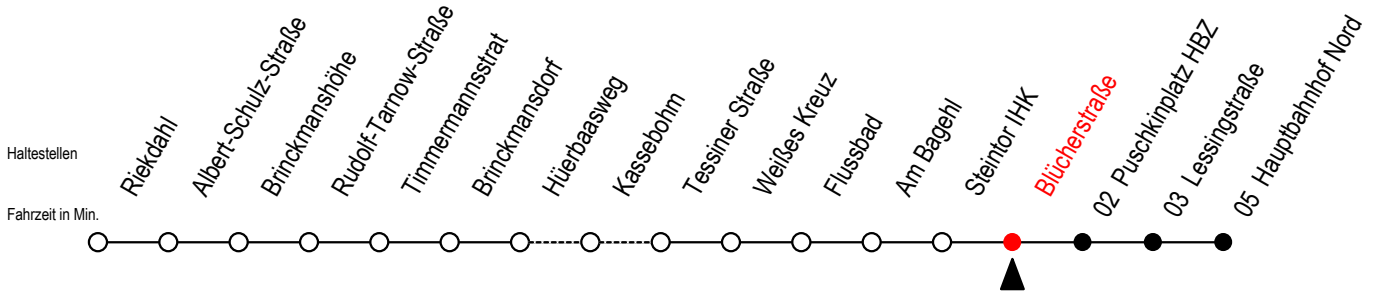 Haltestellen
Fahrzeit in Min.
Riekdahl
Albert-Schulz-Straße
Brinckmanshöhe
Rudolf-Tarnow-Straße
Timmermannsstrat
Brinckmansdorf
Hüerbaasweg
Kassebohm
Tessiner Straße
Weißes Kreuz
Flussbad
Am Bagehl
Steintor IHK
Blücherstraße
02 Puschkinplatz HBZ
03 Lessingstraße
05 Hauptbahnhof Nord